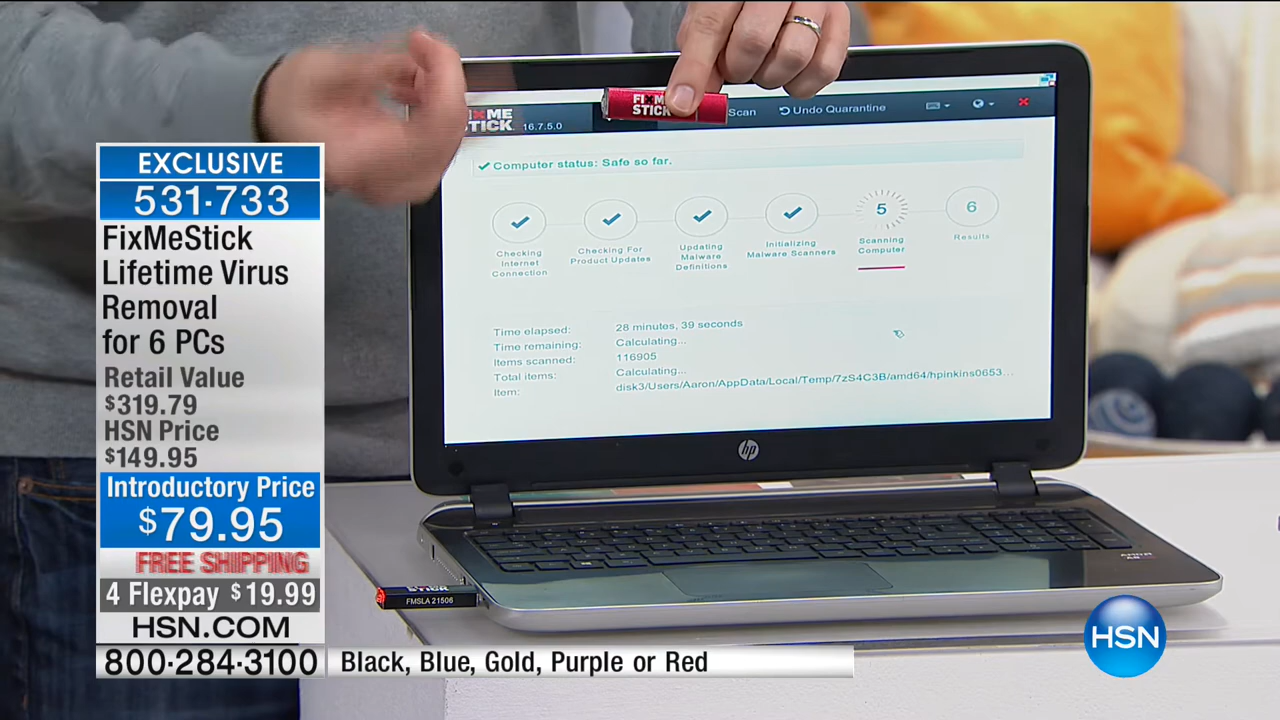 EXCLUSIVE
531·733
FixMeStick
Lifetime Virus
Removal
for 6 PCs
Retail Value
$319.79
HSN Price
$149.95
Introductory Price
$79.95
FREE SHIPPING
4 Flexpay $19.99
HSN.COM
800·284·3100
Black, Blue, Gold, Purple or Red
FIXME
STICK
XME
TICK 16.7.5.0
Scan
Undo Quarantine
Computer status: Safe so far.
5
6
Checking Internet Connection
Checking For Product Updates
Updating Malware Definitions
Initializing Malware Scanners
Scanning Computer
Results
Time elapsed: 28 minutes, 39 seconds
Time remaining: Calculating...
Items scanned: 116905
Total items: Calculating...
Item: disk3/Users/Aaron/AppData/Local/Temp/7zS4C3B/amd64/hpinkins0653...
hp
STICK
FMSLA 21506
HSN